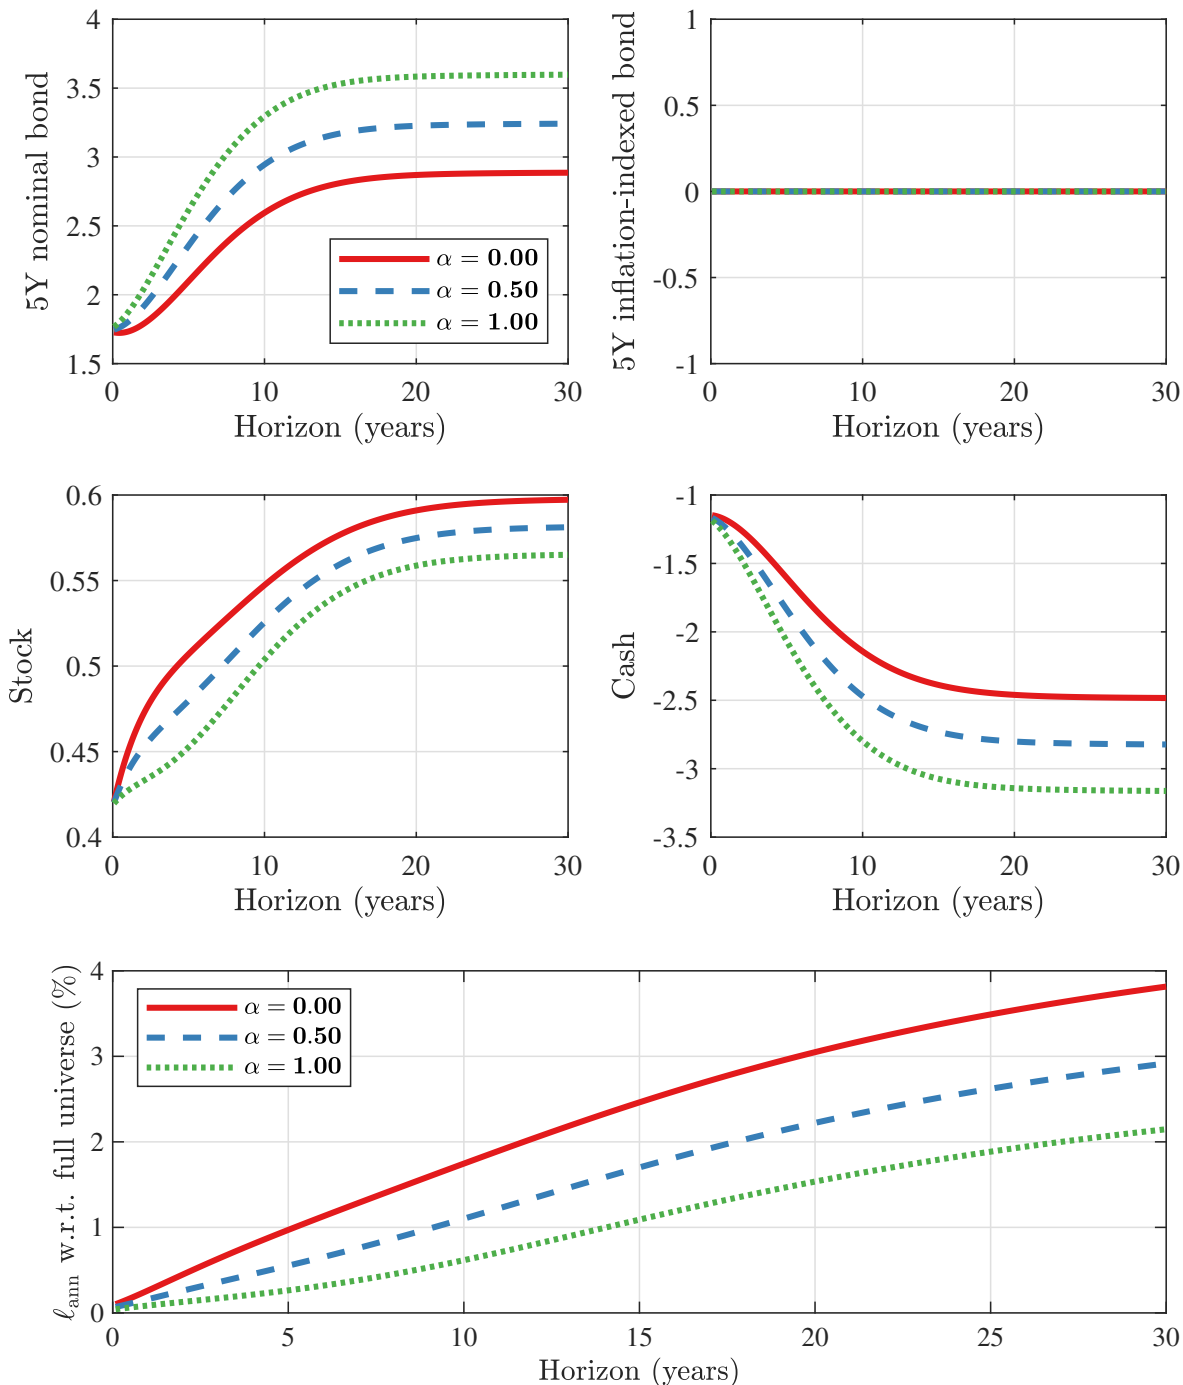 4
3.5
3
2.5
2
1.5
5Y nominal bond
α = 0.00
α = 0.50
α = 1.00
0 10 20 30
Horizon (years)
1
0.5
0
-0.5
-1
5Y inflation-indexed bond
0 10 20 30
Horizon (years)
0.6
0.55
0.5
0.45
0.4
Stock
0 10 20 30
Horizon (years)
-1
-1.5
-2
-2.5
-3
-3.5
Cash
0 10 20 30
Horizon (years)
4
3
2
1
0
ℓann w.r.t. full universe (%)
α = 0.00
α = 0.50
α = 1.00
0 5 10 15 20 25 30
Horizon (years)